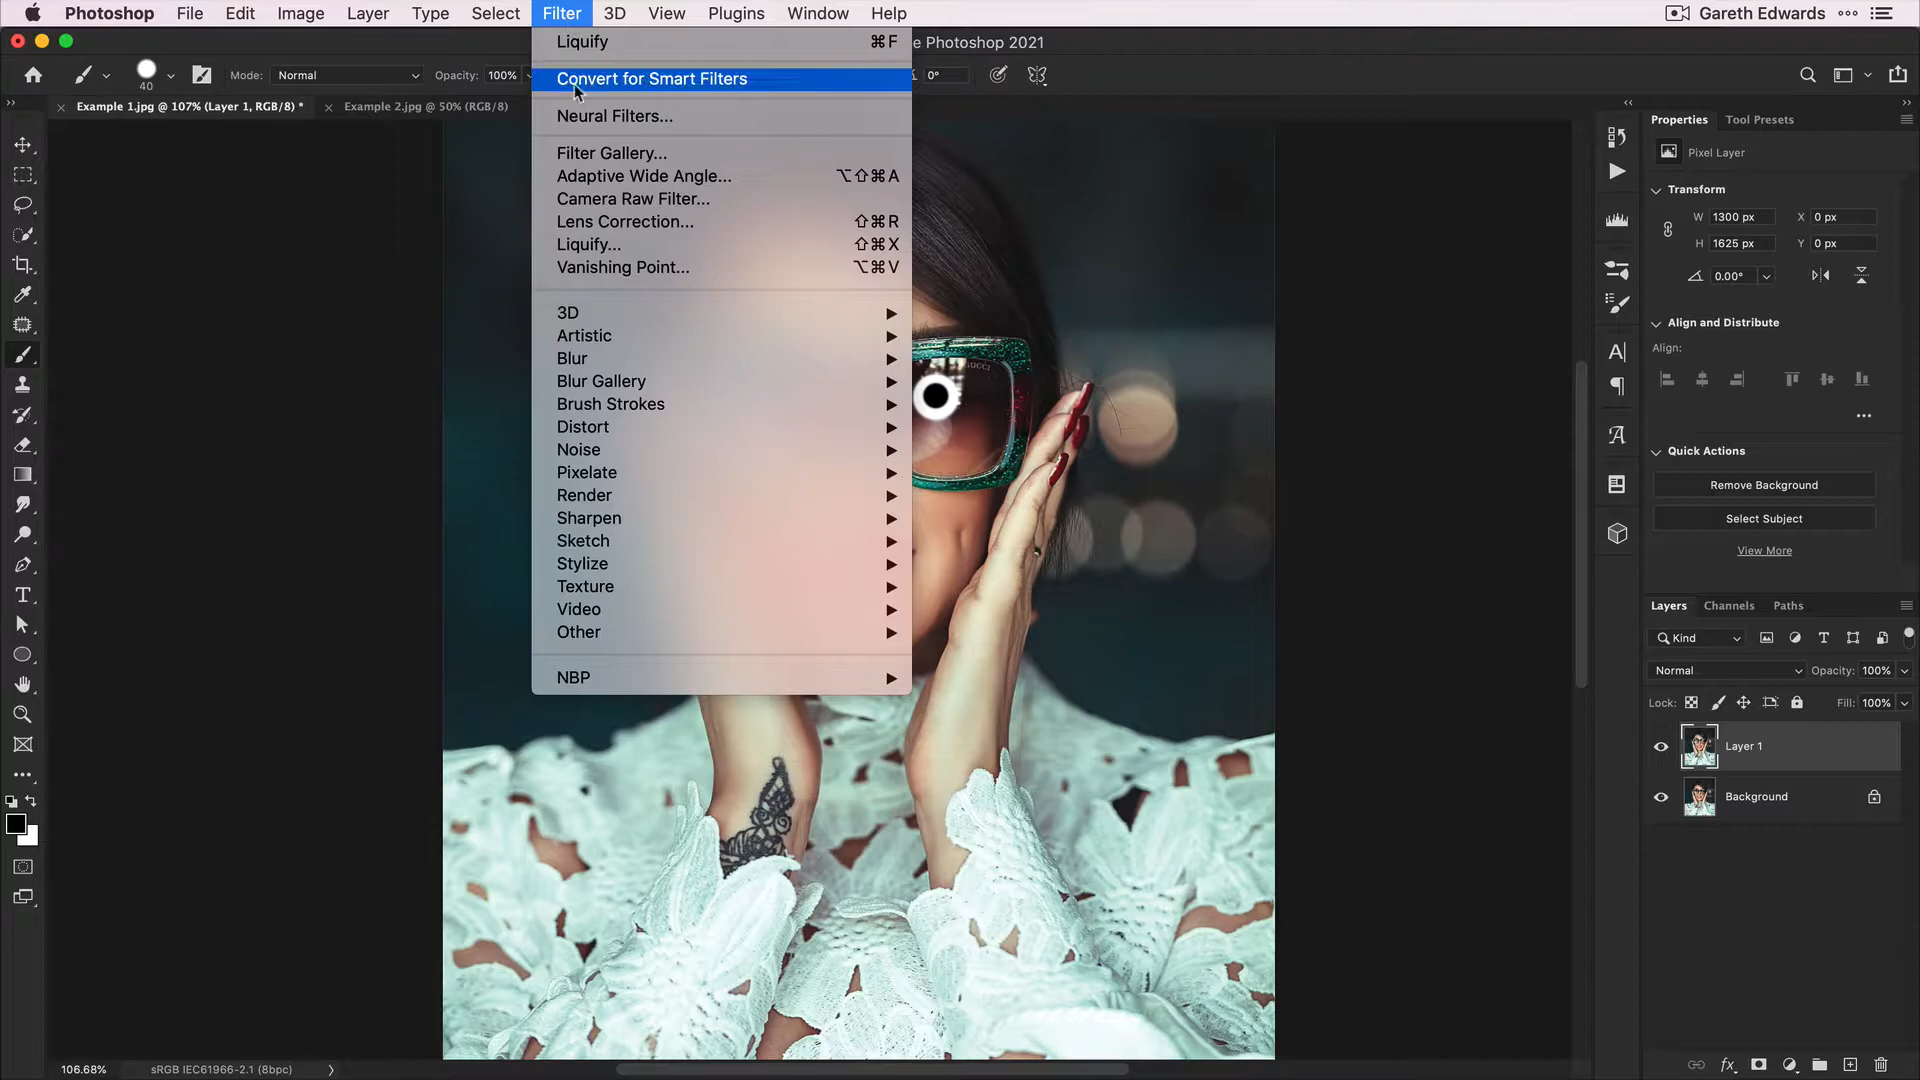 Photoshop File Edit Image Layer Type Select Filter 3D View Plugins Window Help Gareth Edwards
Liquify ⌘F
e Photoshop 2021
40 Mode: Normal Opacity: 100% 0°
Convert for Smart Filters
Example 1.jpg @ 107% (Layer 1, RGB/8) * Example 2.jpg @ 50% (RGB/8)
Neural Filters...
Filter Gallery...
Adaptive Wide Angle... ⌥⇧⌘A
Camera Raw Filter...
Lens Correction... ⇧⌘R
Liquify... ⇧⌘X
Vanishing Point... ⌥⌘V
3D
Artistic
Blur
Blur Gallery
Brush Strokes
Distort
Noise
Pixelate
Render
Sharpen
Sketch
Stylize
Texture
Video
Other
NBP
GUCCI
Properties Tool Presets
Pixel Layer
Transform
W 1300 px X 0 px
H 1625 px Y 0 px
0.00°
Align and Distribute
Align:
Quick Actions
Remove Background
Select Subject
View More
Layers Channels Paths
Kind
Normal Opacity: 100%
Lock: Fill: 100%
Layer 1
Background
106.68% sRGB IEC61966-2.1 (8bpc)